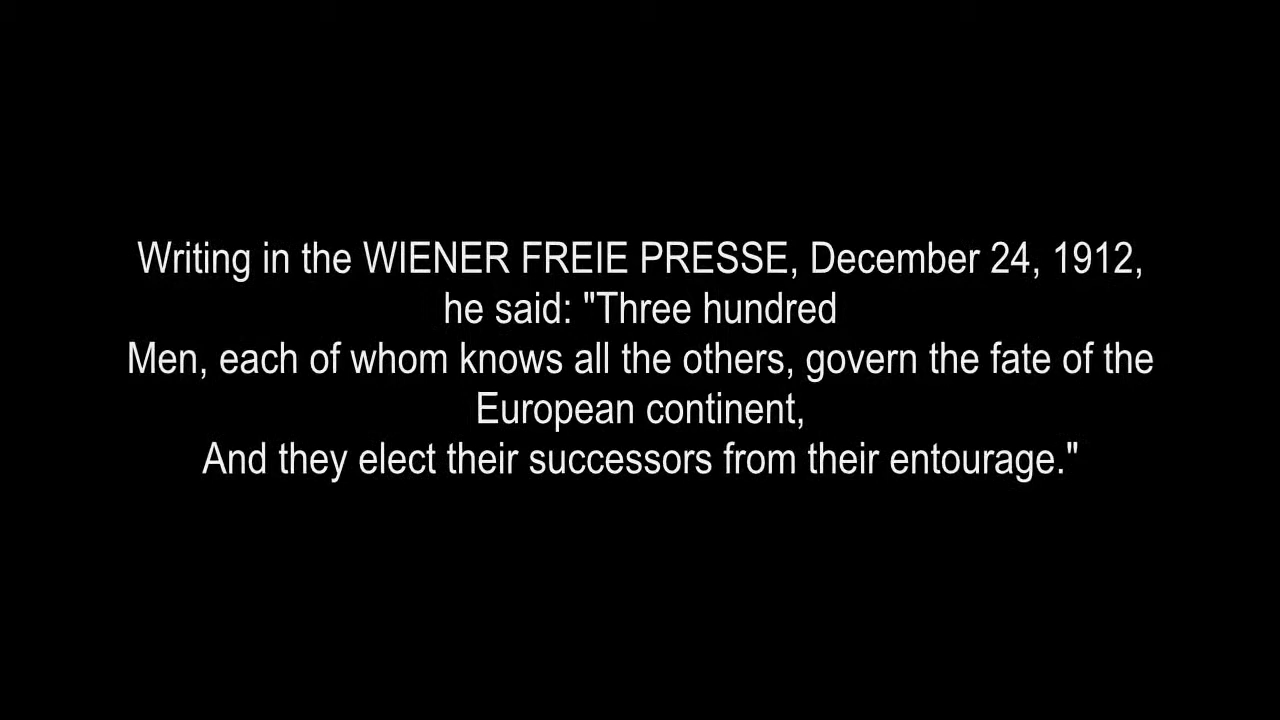 Writing in the WIENER FREIE PRESSE, December 24, 1912,
he said: "Three hundred
Men, each of whom knows all the others, govern the fate of the
European continent,
And they elect their successors from their entourage."